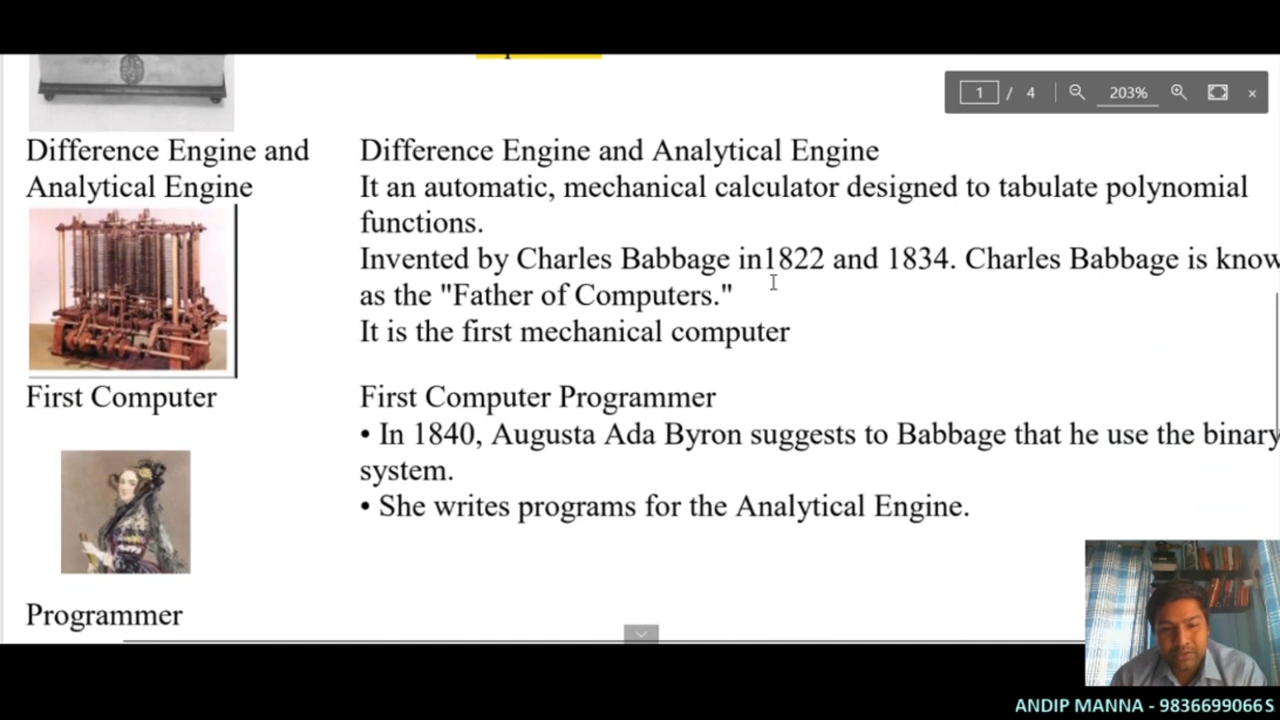 1 / 4 203% ×
Difference Engine and
Analytical Engine
Difference Engine and Analytical Engine
It an automatic, mechanical calculator designed to tabulate polynomial
functions.
Invented by Charles Babbage in1822 and 1834. Charles Babbage is know
as the "Father of Computers."
It is the first mechanical computer
First Computer
First Computer Programmer
• In 1840, Augusta Ada Byron suggests to Babbage that he use the binary
system.
• She writes programs for the Analytical Engine.
Programmer
ANDIP MANNA - 9836699066S